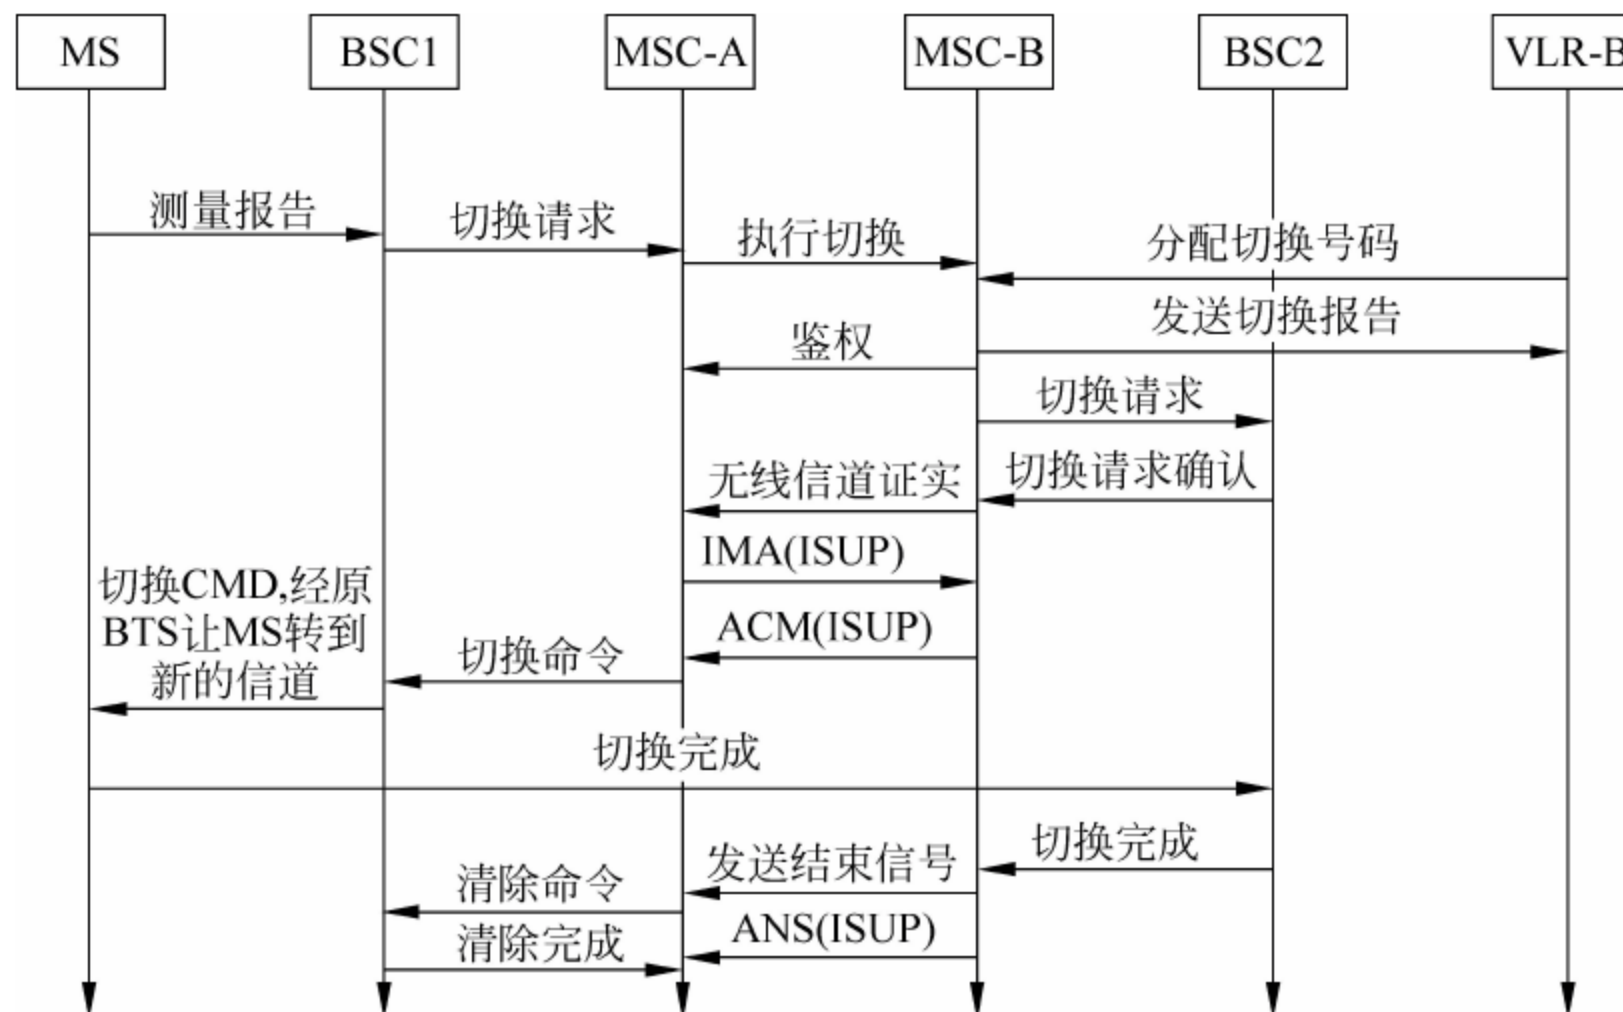 MS
BSC1
MSC-A
MSC-B
BSC2
VLR-B
测量报告
切换请求
执行切换
分配切换号码
发送切换报告
鉴权
切换请求
切换请求确认
无线信道证实
IMA(ISUP)
切换CMD,经原
BTS让MS转到
新的信道
ACM(ISUP)
切换命令
切换完成
切换完成
发送结束信号
清除命令
ANS(ISUP)
清除完成